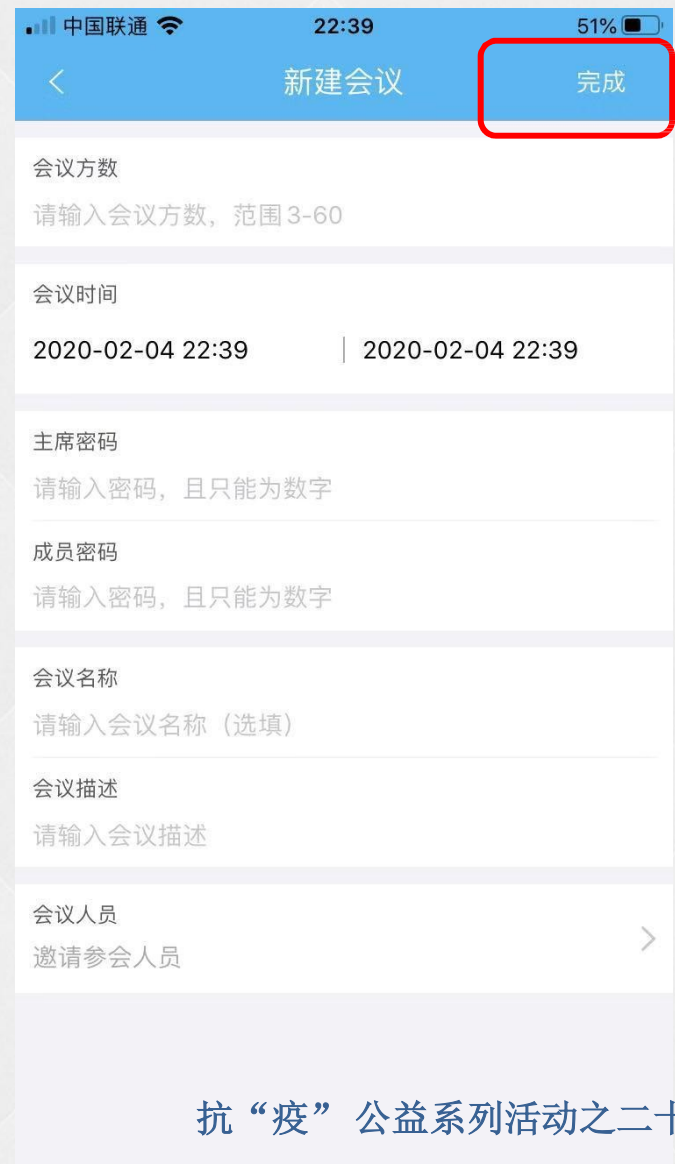 中国联通 22:39 51%
新建会议 完成
会议方数
请输入会议方数，范围3-60
会议时间
2020-02-04 22:39 2020-02-04 22:39
主席密码
请输入密码，且只能为数字
成员密码
请输入密码，且只能为数字
会议名称
请输入会议名称（选填）
会议描述
请输入会议描述
会议人员
邀请参会人员
抗“疫”公益系列活动之二十